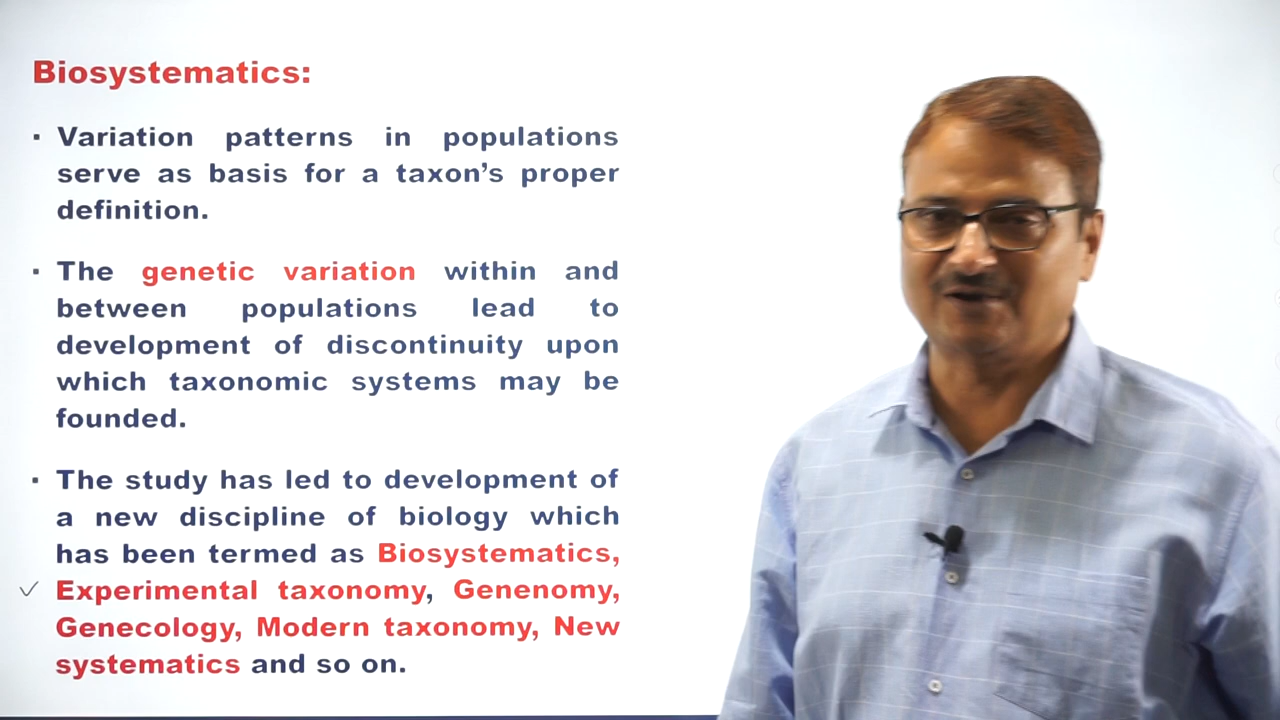 Biosystematics:
▪ Variation patterns in populations
serve as basis for a taxon’s proper
definition.
▪ The genetic variation within and
between populations lead to
development of discontinuity upon
which taxonomic systems may be
founded.
▪ The study has led to development of
a new discipline of biology which
has been termed as Biosystematics,
Experimental taxonomy, Genenomy,
Genecology, Modern taxonomy, New
systematics and so on.